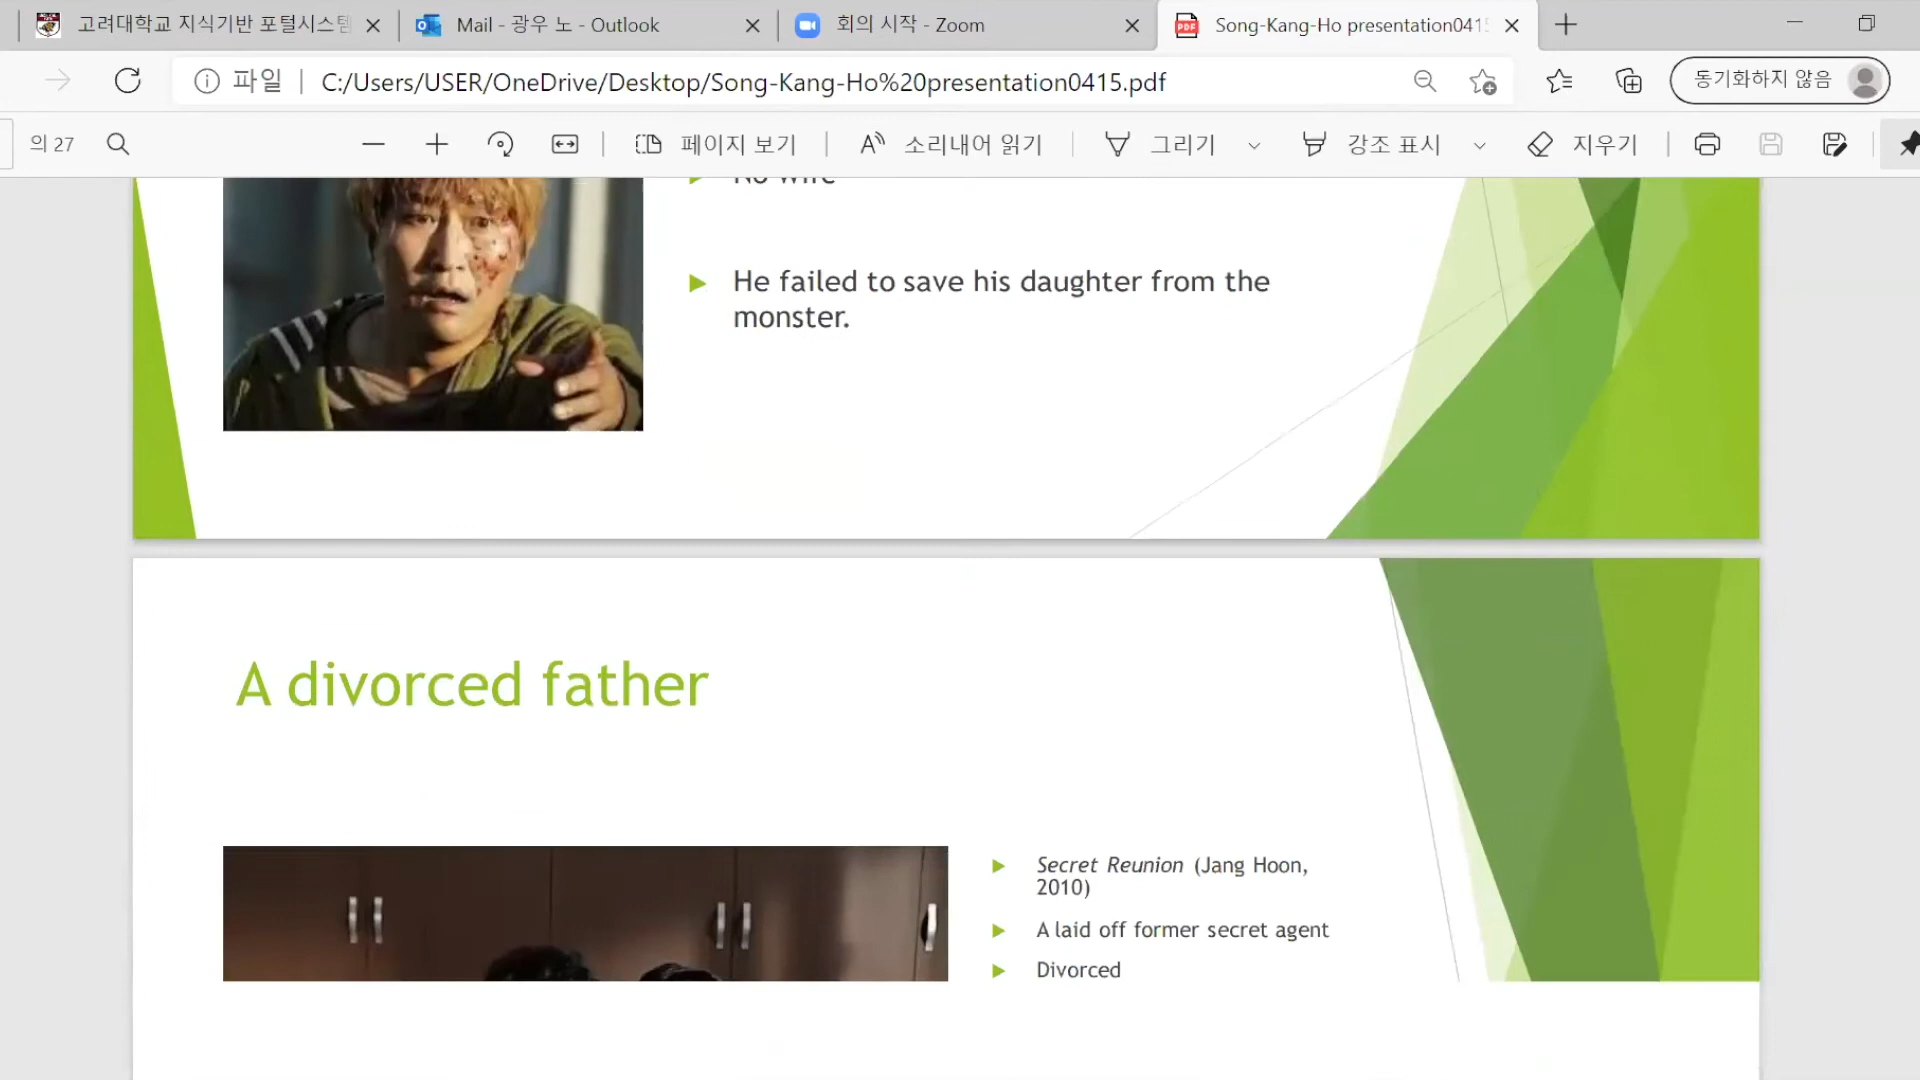 고려대학교 지식기반 포털시스템
Mail - 광우 노 - Outlook
회의 시작 - Zoom
Song-Kang-Ho presentation041
파일
C:/Users/USER/OneDrive/Desktop/Song-Kang-Ho%20presentation0415.pdf
동기화하지 않음
의 27
페이지 보기
소리내어 읽기
그리기
강조 표시
지우기
No wife
He failed to save his daughter from the
monster.
A divorced father
Secret Reunion (Jang Hoon,
2010)
A laid off former secret agent
Divorced